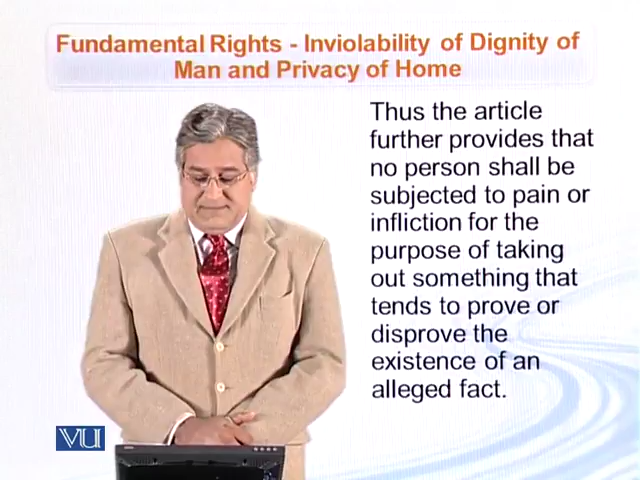 Fundamental Rights - Inviolability of Dignity of
Man and Privacy of Home
Thus the article
further provides that
no person shall be
subjected to pain or
infliction for the
purpose of taking
out something that
tends to prove or
disprove the
existence of an
alleged fact.
VU